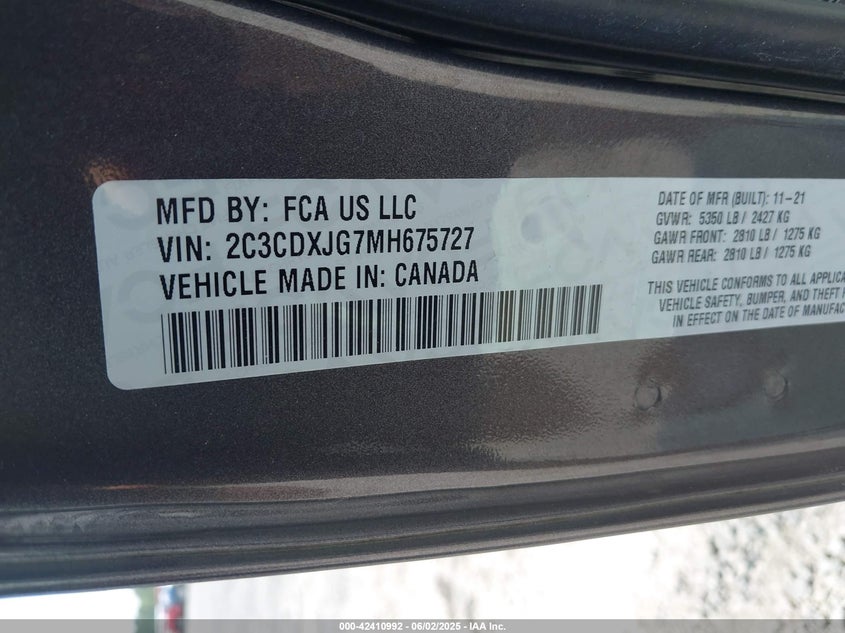 MFD BY: FCA US LLC
VIN: 2C3CDXJG7MH675727
VEHICLE MADE IN: CANADA
DATE OF MFR (BUILT): 11-21
GVWR: 5350 LB / 2427 KG
GAWR FRONT: 2810 LB / 1275 KG
GAWR REAR: 2810 LB / 1275 KG
THIS VEHICLE CONFORMS TO ALL APPLICA
VEHICLE SAFETY, BUMPER, AND THEFT
IN EFFECT ON THE DATE OF MANUFAC
000-42410992 - 06/02/2025 - © IAA Inc.